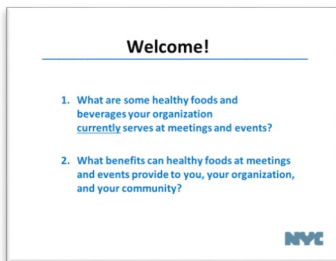 Welcome!
1. What are some healthy foods and
beverages your organization
currently serves at meetings and events?
2. What benefits can healthy foods at meetings
and events provide to you, your organization,
and your community?
NYC